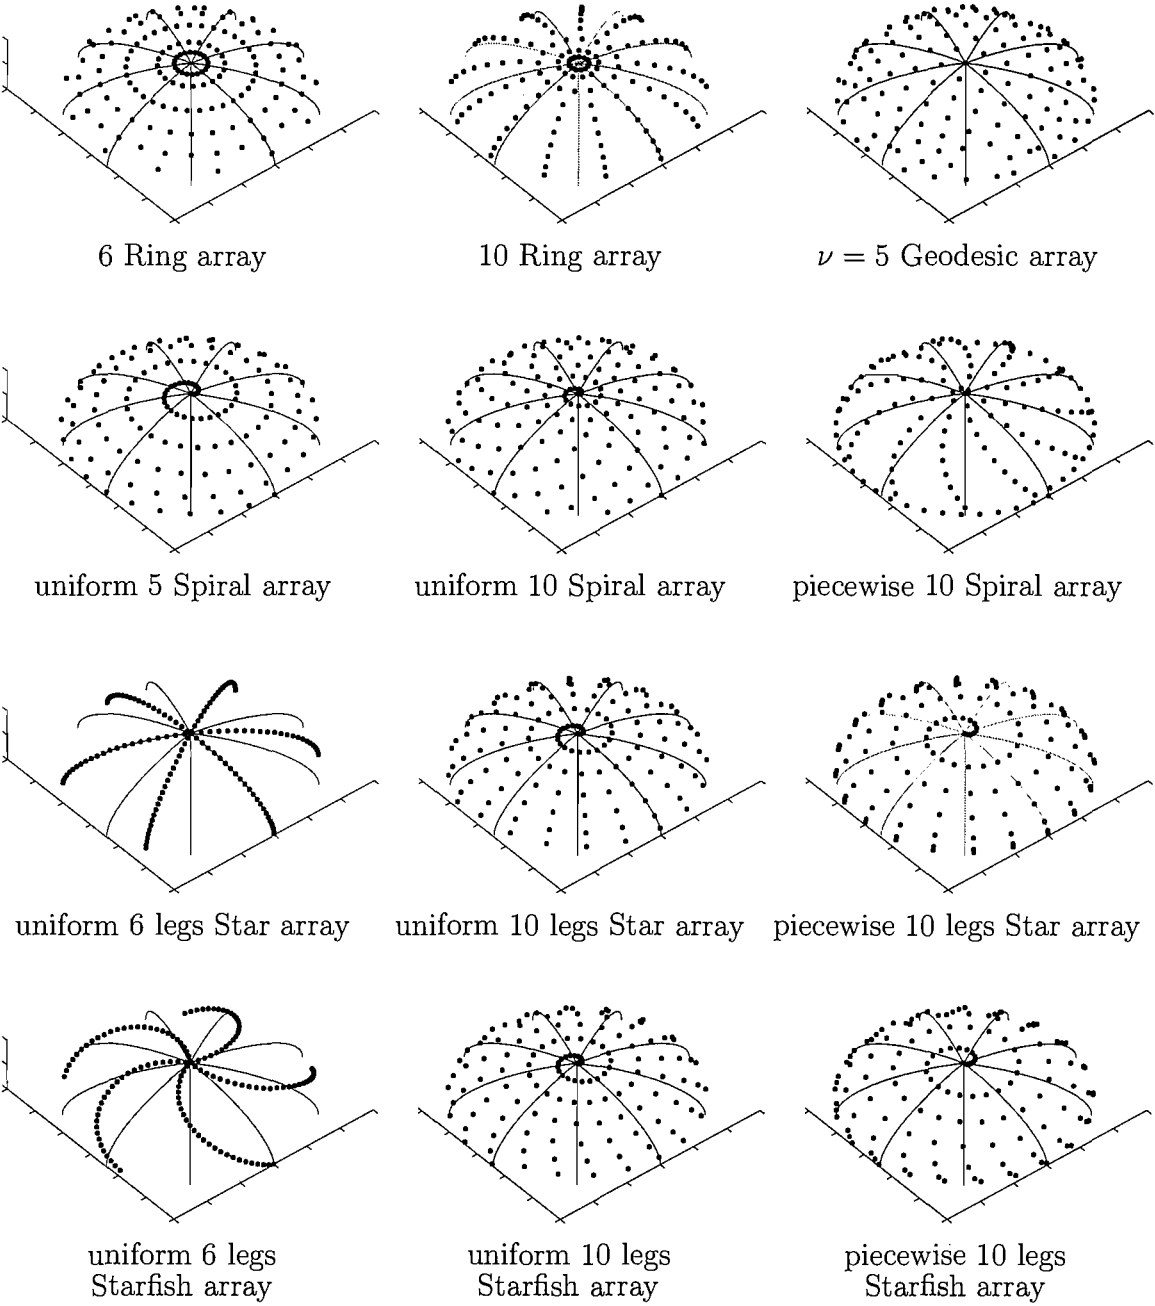 6 Ring array
10 Ring array
ν = 5 Geodesic array
uniform 5 Spiral array
uniform 10 Spiral array
piecewise 10 Spiral array
uniform 6 legs Star array
uniform 10 legs Star array
piecewise 10 legs Star array
uniform 6 legs
Starfish array
uniform 10 legs
Starfish array
piecewise 10 legs
Starfish array